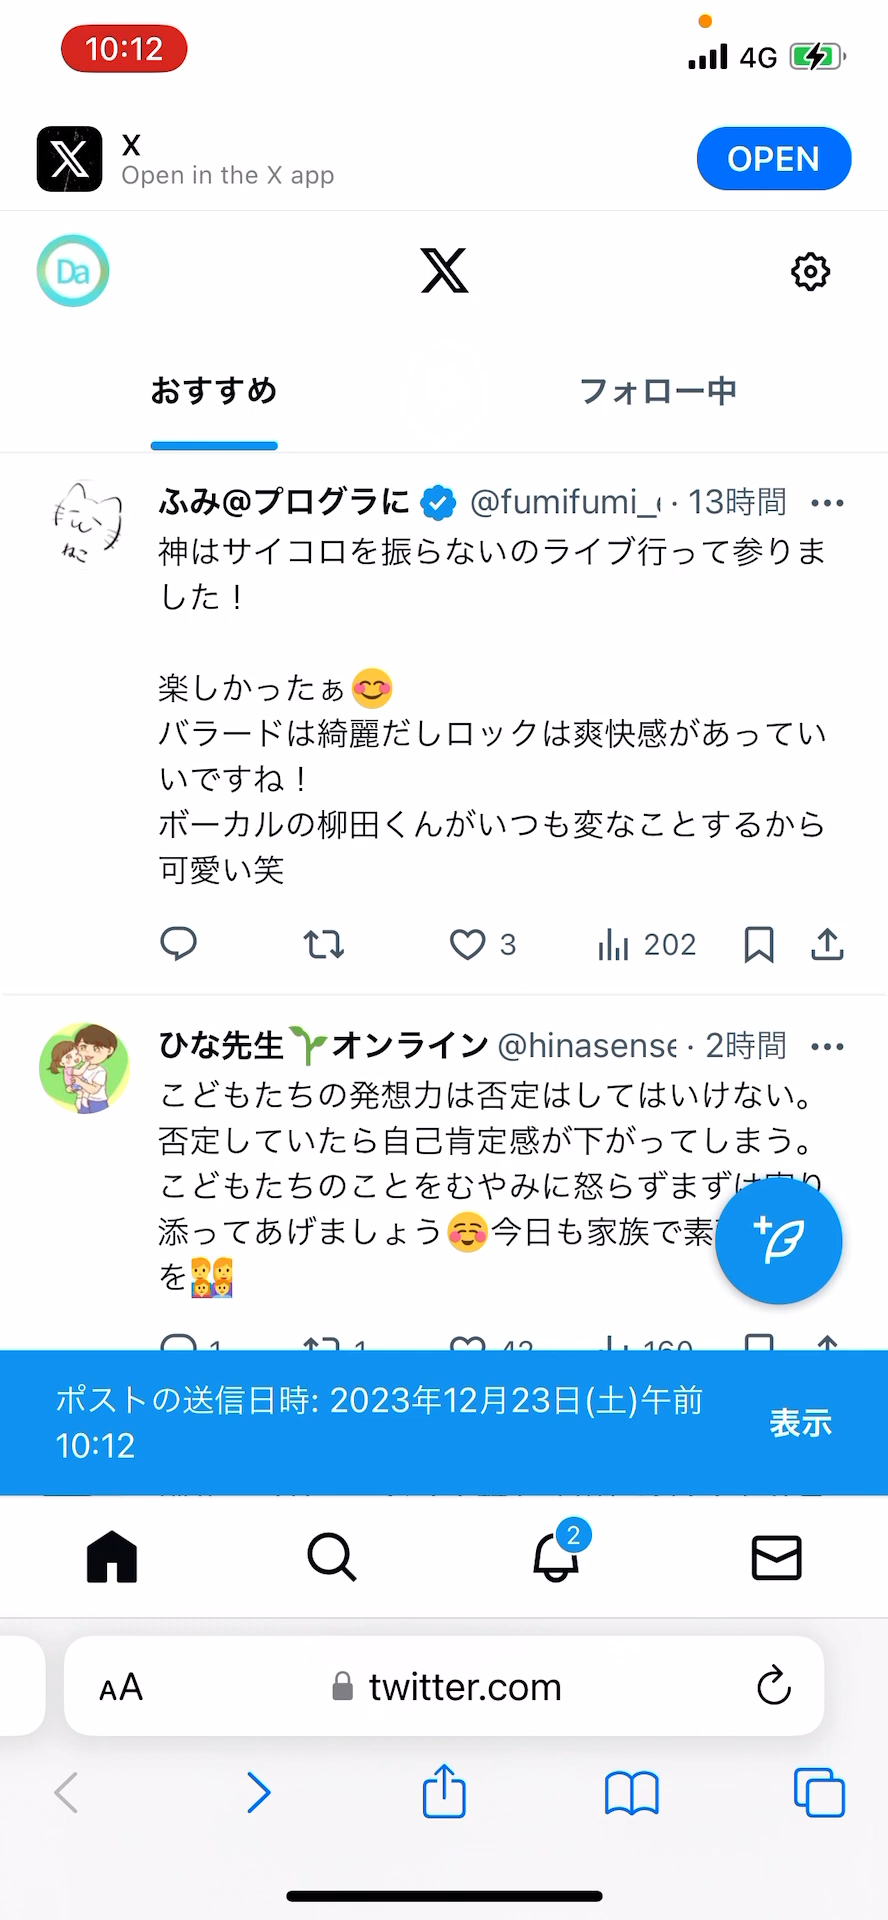 10:12
4G
X
Open in the X app
OPEN
Da
おすすめ
フォロー中
ふみ@プログラに @fumifumi_ · 13時間
ねこ
神はサイコロを振らないのライブ行って参りま
した！
楽しかったぁ😊
バラードは綺麗だしロックは爽快感があってい
いですね！
ボーカルの柳田くんがいつも変なことするから
可愛い笑
3
202
ひな先生🌱オンライン @hinasense · 2時間
こどもたちの発想力は否定はしてはいけない。
否定していたら自己肯定感が下がってしまう。
こどもたちのことをむやみに怒らずまずは寄り
添ってあげましょう☺️今日も家族で素
を👨‍👩‍👧‍👦
1
1
42
160
ポストの送信日時: 2023年12月23日(土)午前
10:12
表示
2
AA
twitter.com